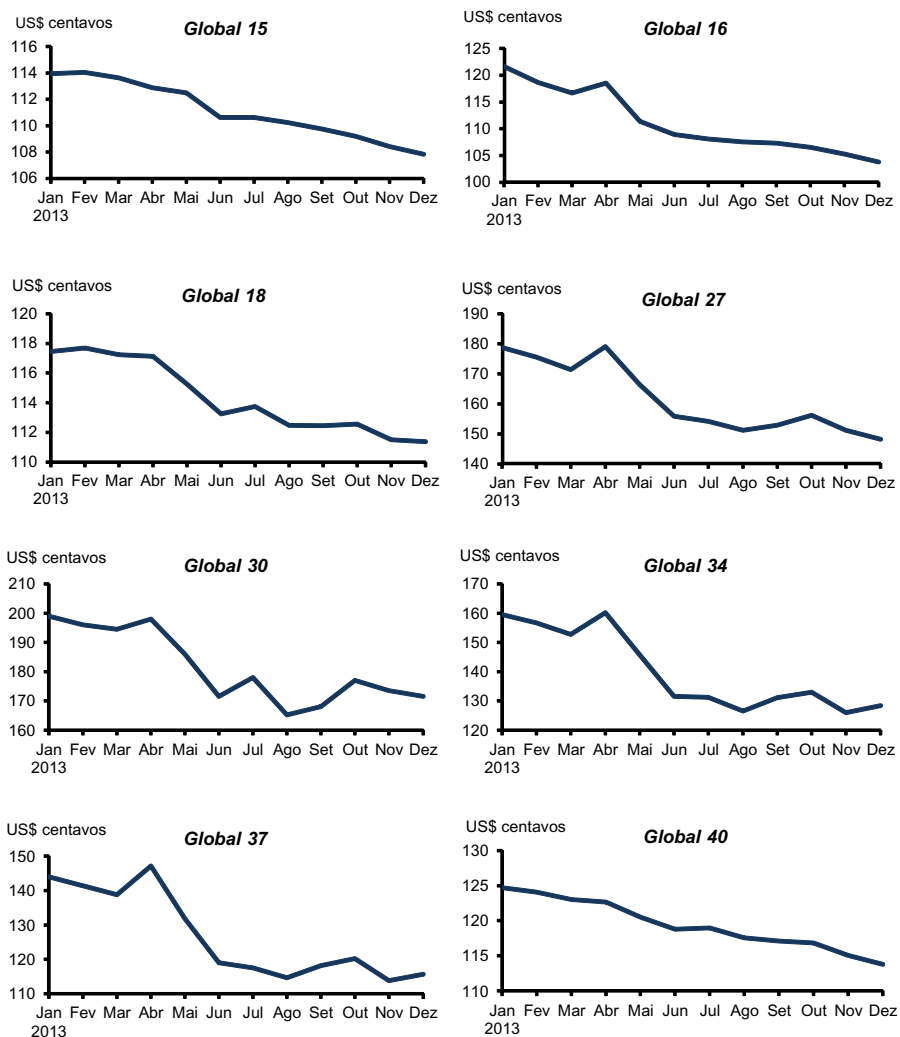 US$ centavos
Global 15
116
114
112
110
108
106
Jan Fev Mar Abr Mai Jun Jul Ago Set Out Nov Dez
2013
US$ centavos
Global 16
125
120
115
110
105
100
Jan Fev Mar Abr Mai Jun Jul Ago Set Out Nov Dez
2013
US$ centavos
Global 18
120
118
116
114
112
110
Jan Fev Mar Abr Mai Jun Jul Ago Set Out Nov Dez
2013
US$ centavos
Global 27
190
180
170
160
150
140
Jan Fev Mar Abr Mai Jun Jul Ago Set Out Nov Dez
2013
US$ centavos
Global 30
210
200
190
180
170
160
Jan Fev Mar Abr Mai Jun Jul Ago Set Out Nov Dez
2013
US$ centavos
Global 34
170
160
150
140
130
120
Jan Fev Mar Abr Mai Jun Jul Ago Set Out Nov Dez
2013
US$ centavos
Global 37
150
140
130
120
110
Jan Fev Mar Abr Mai Jun Jul Ago Set Out Nov Dez
2013
US$ centavos
Global 40
130
125
120
115
110
Jan Fev Mar Abr Mai Jun Jul Ago Set Out Nov Dez
2013